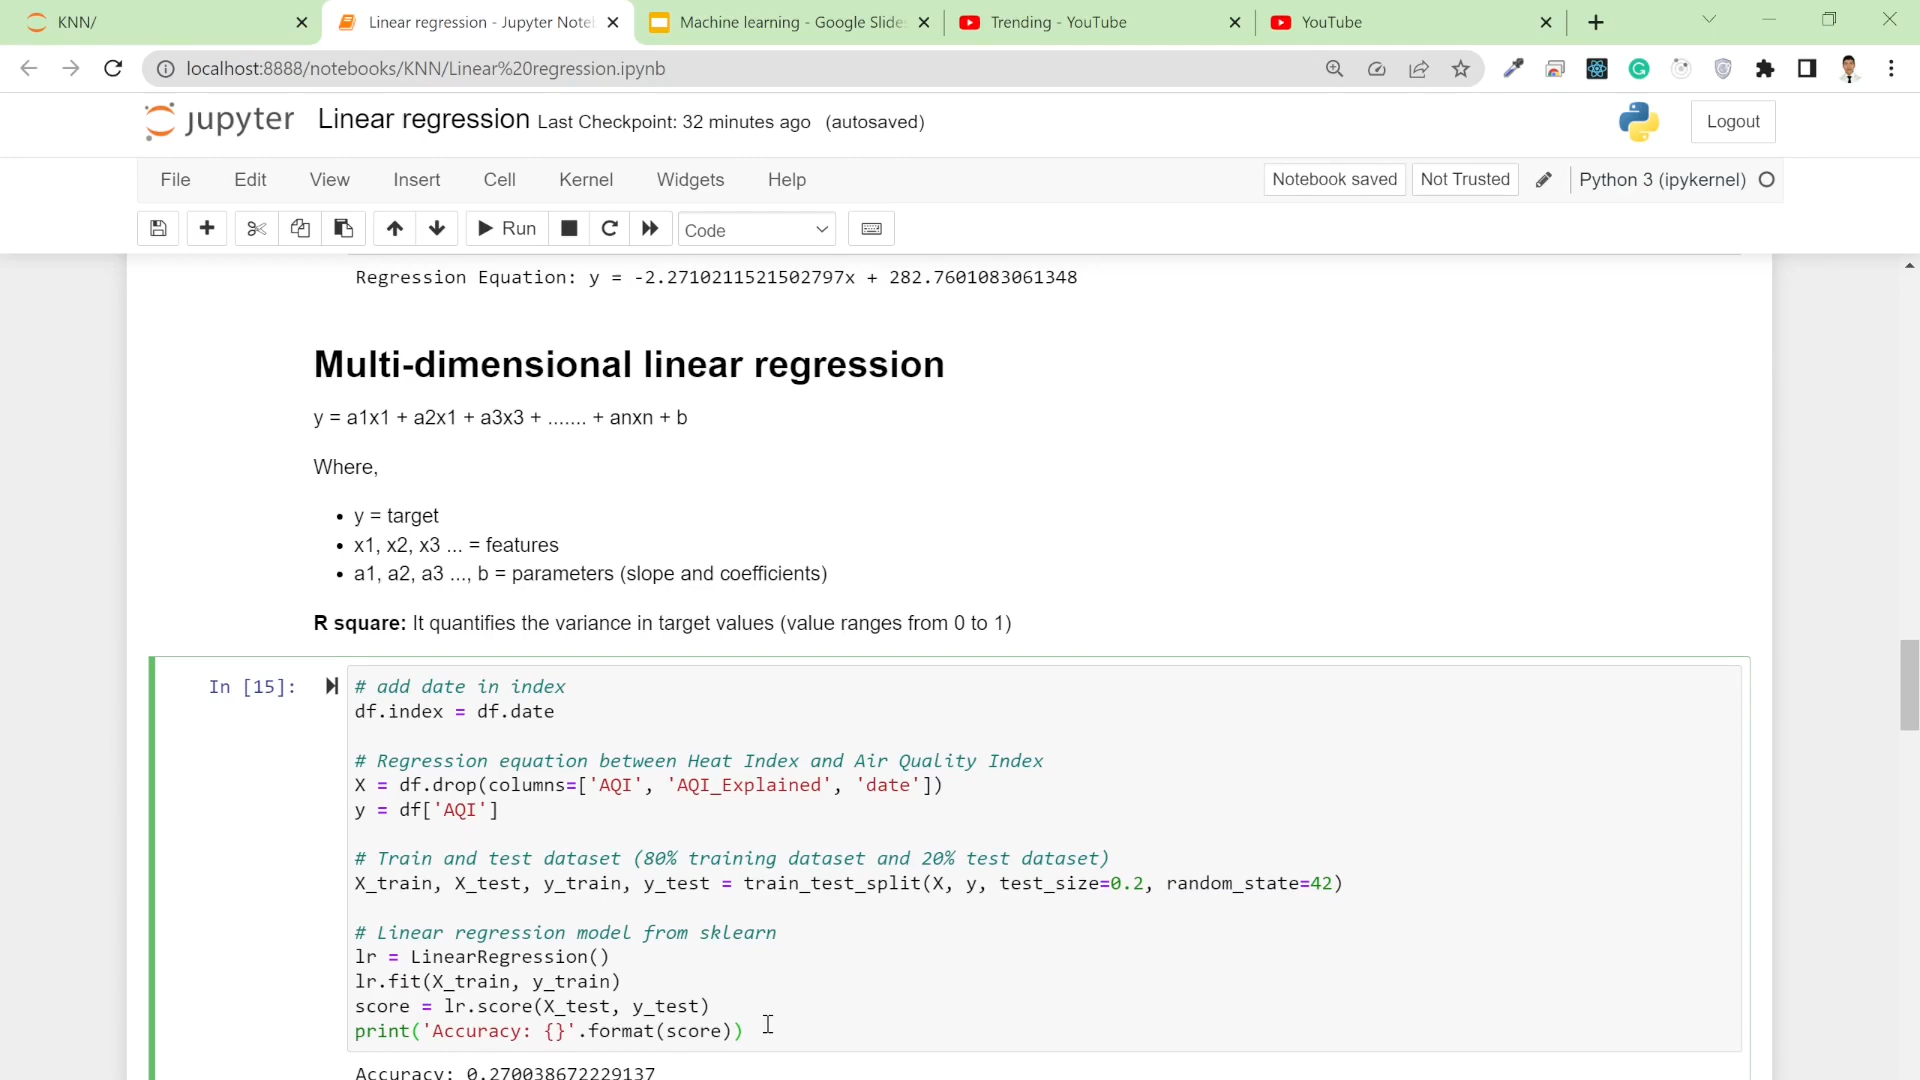 KNN/
Linear regression - Jupyter Note
Machine learning - Google Slides
Trending - YouTube
YouTube
localhost:8888/notebooks/KNN/Linear%20regression.ipynb
jupyter Linear regression Last Checkpoint: 32 minutes ago (autosaved)
Logout
File Edit View Insert Cell Kernel Widgets Help
Notebook saved Not Trusted Python 3 (ipykernel)
Run Code
Regression Equation: y = -2.2710211521502797x + 282.7601083061348
Multi-dimensional linear regression
y = a1x1 + a2x1 + a3x3 + ....... + anxn + b
Where,
• y = target
• x1, x2, x3 ... = features
• a1, a2, a3 ..., b = parameters (slope and coefficients)
R square: It quantifies the variance in target values (value ranges from 0 to 1)
In [15]:
# add date in index
df.index = df.date
# Regression equation between Heat Index and Air Quality Index
X = df.drop(columns=['AQI', 'AQI_Explained', 'date'])
y = df['AQI']
# Train and test dataset (80% training dataset and 20% test dataset)
X_train, X_test, y_train, y_test = train_test_split(X, y, test_size=0.2, random_state=42)
# Linear regression model from sklearn
lr = LinearRegression()
lr.fit(X_train, y_train)
score = lr.score(X_test, y_test)
print('Accuracy: {}'.format(score))
Accuracy: 0.270038672229137